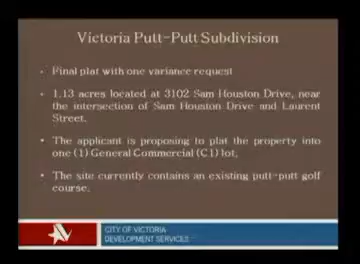 Victoria Putt-Putt Subdivision
- Final plat with one variance request
- 1.13 acres located at 3102 Sam Houston Drive, near
the intersection of Sam Houston Drive and Laurent
Street.
• The applicant is proposing to plat the property into
one (1) General Commercial (C1) lot.
• The site currently contains an existing putt-putt golf
course.
CITY OF VICTORIA
DEVELOPMENT SERVICES